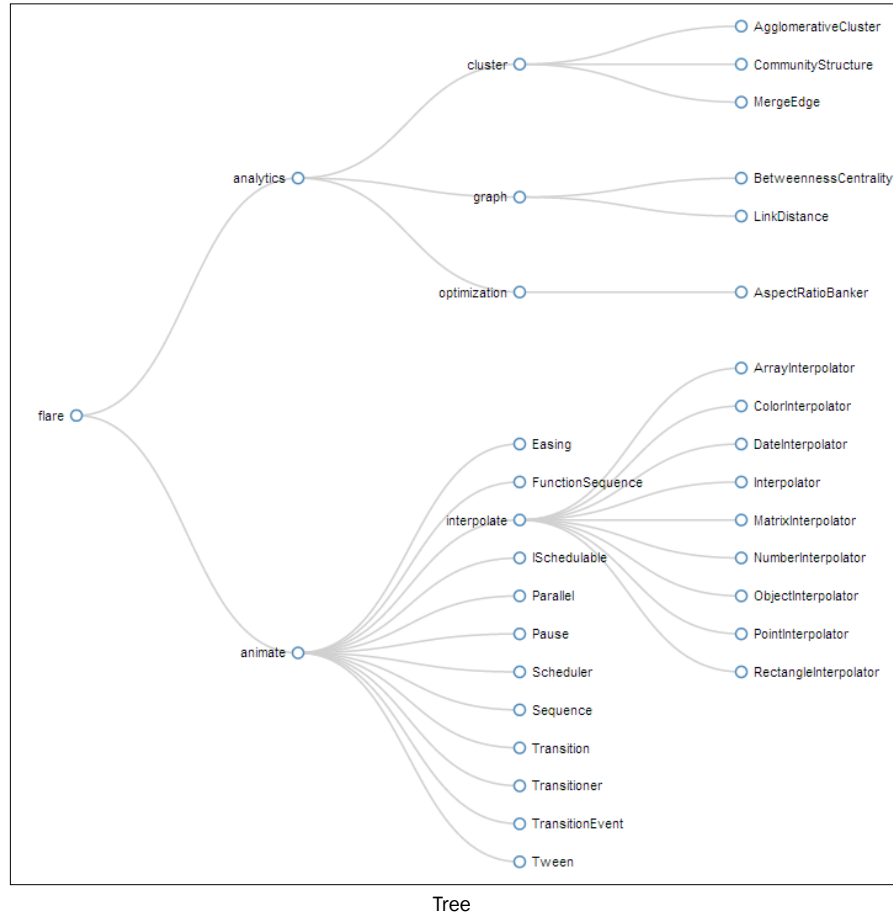 AgglomerativeCluster
cluster
CommunityStructure
MergeEdge
analytics
BetweennessCentrality
graph
LinkDistance
optimization
AspectRatioBanker
ArrayInterpolator
ColorInterpolator
flare
Easing
DateInterpolator
FunctionSequence
Interpolator
interpolate
MatrixInterpolator
ISchedulable
NumberInterpolator
Parallel
ObjectInterpolator
Pause
PointInterpolator
animate
Scheduler
RectangleInterpolator
Sequence
Transition
Transitioner
TransitionEvent
Tween
Tree